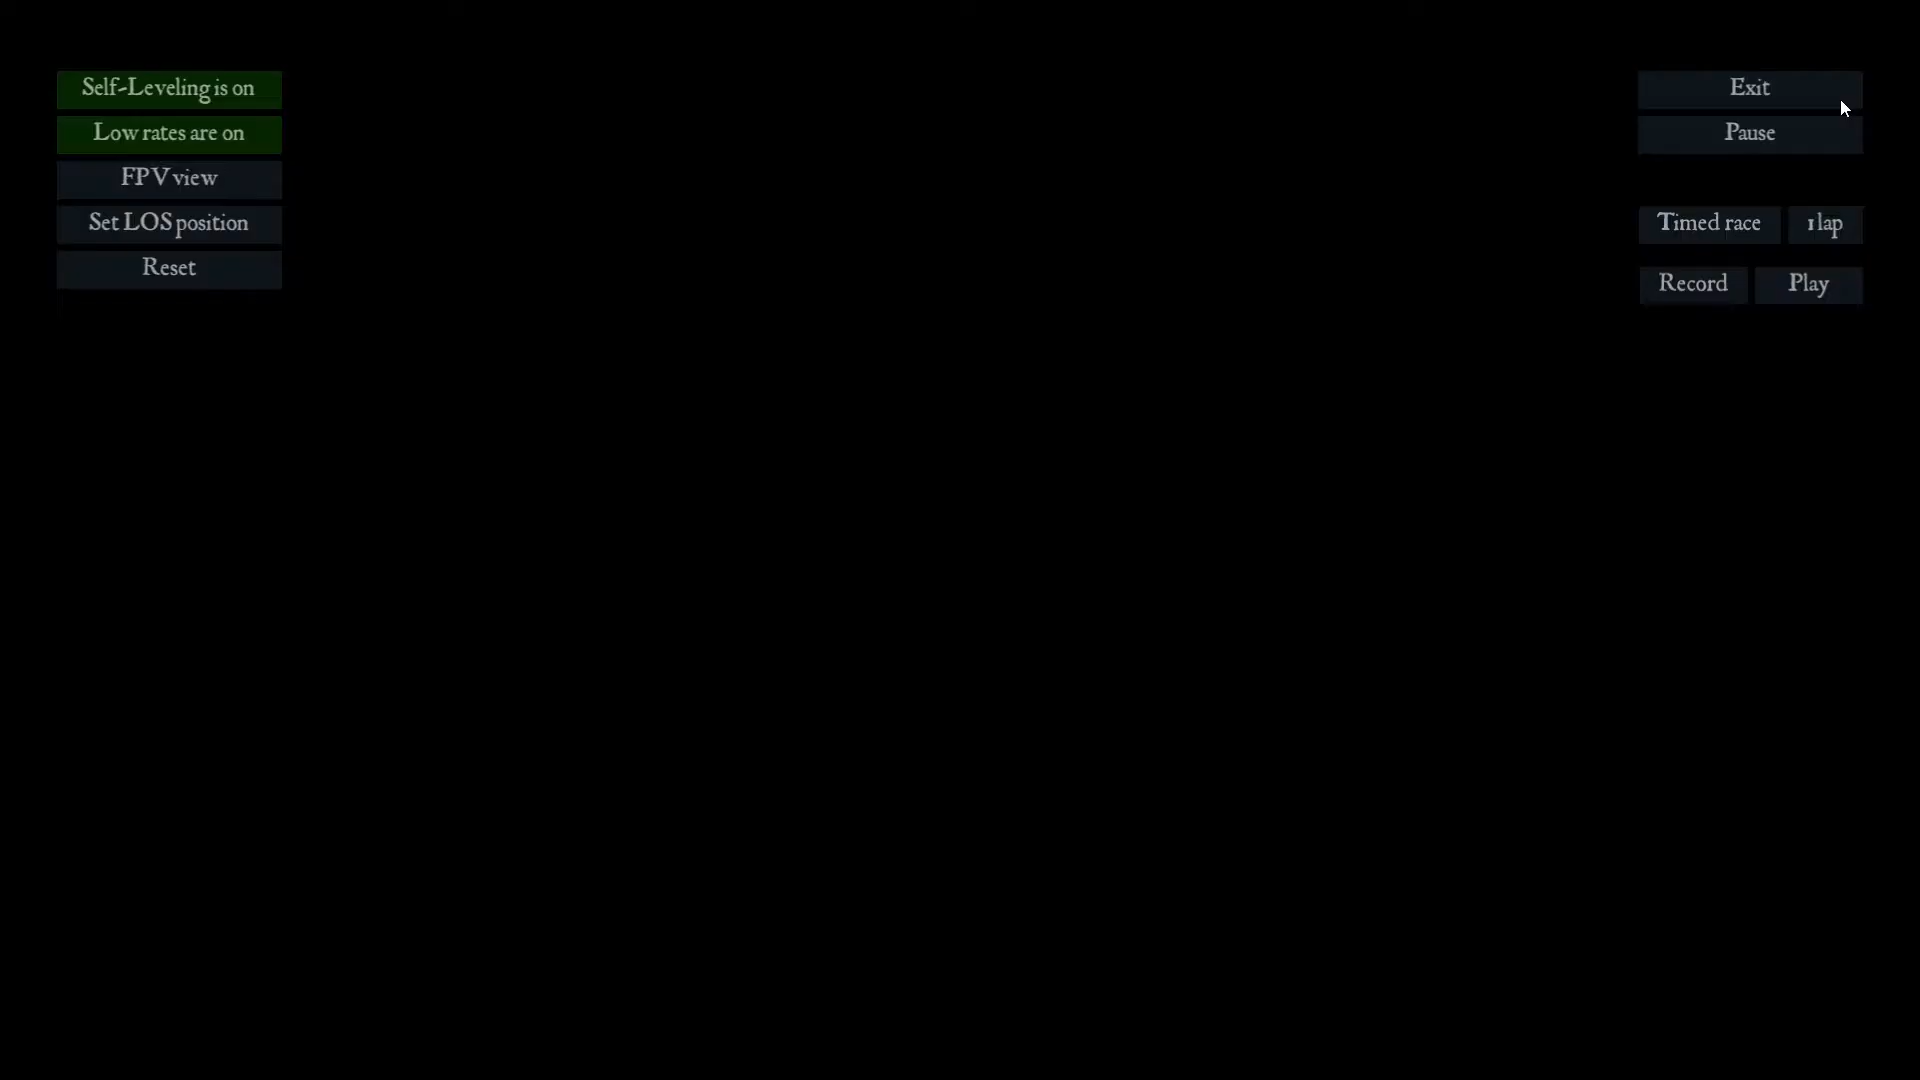 Self-Leveling is on
Low rates are on
FPV view
Set LOS position
Reset
Exit
Pause
Timed race
1 lap
Record
Play